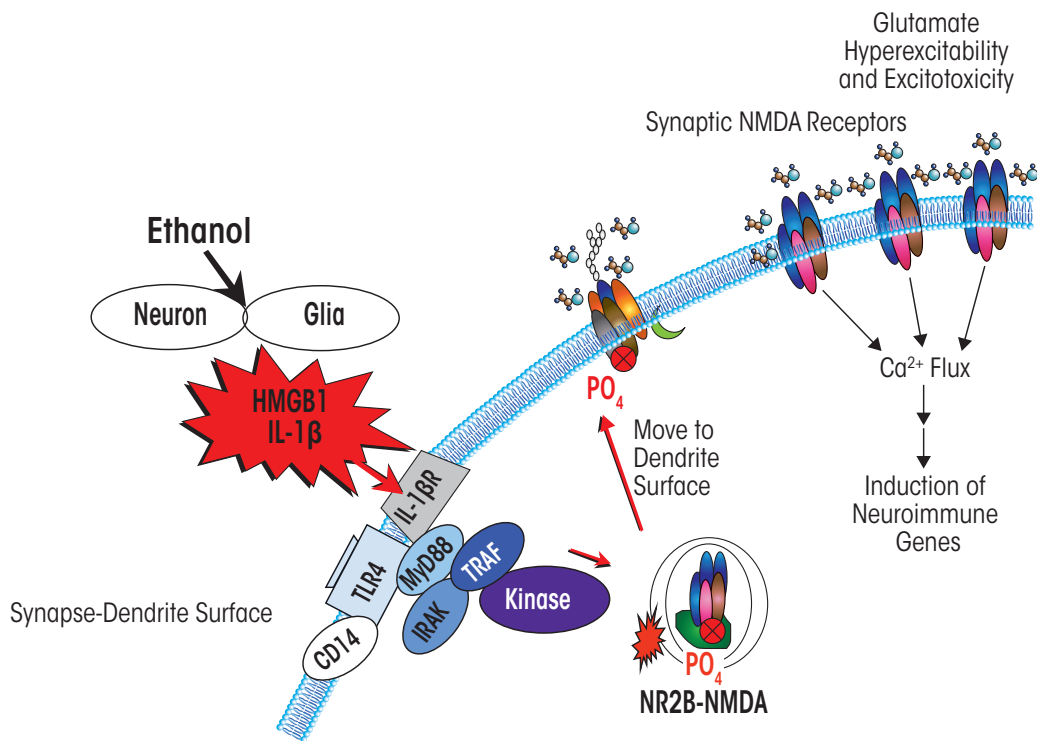 Glutamate
Hyperexcitability
and Excitotoxicity
Synaptic NMDA Receptors
Ethanol
Neuron
Glia
HMGB1
IL-1β
PO4
Ca²⁺ Flux
Move to
Dendrite
Surface
IL-1βR
Induction of
Neuroimmune
Genes
MyD88
TRAF
TLR4
Kinase
IRAK
Synapse-Dendrite Surface
CD14
PO4
NR2B-NMDA